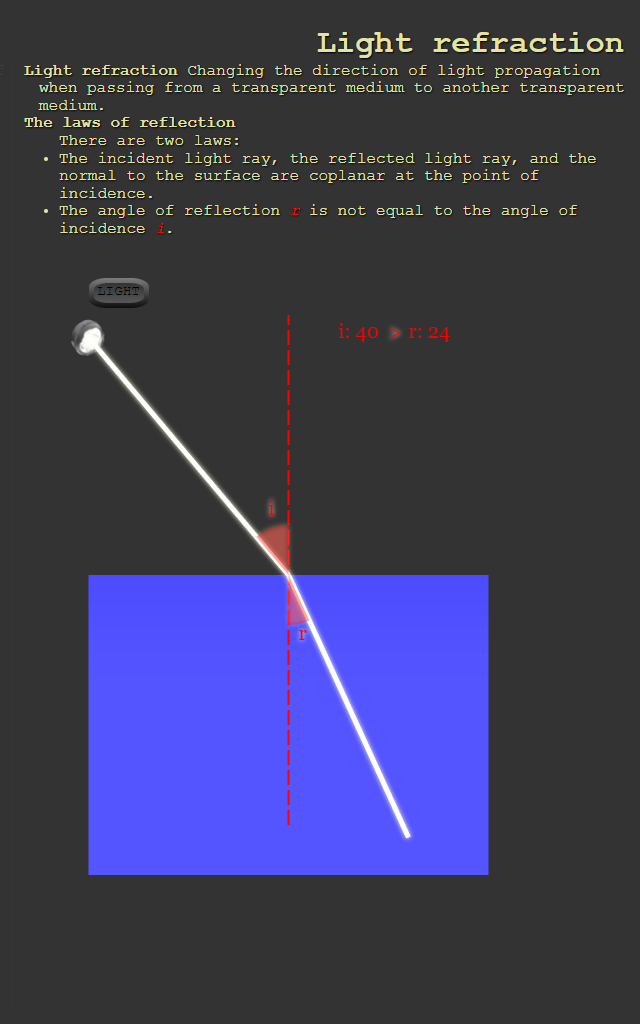 Light refraction
Light refraction Changing the direction of light propagation
when passing from a transparent medium to another transparent
medium.
The laws of reflection
There are two laws:
• The incident light ray, the reflected light ray, and the
normal to the surface are coplanar at the point of
incidence.
• The angle of reflection r is not equal to the angle of
incidence i.
LIGHT
i: 40 > r: 24
i
r